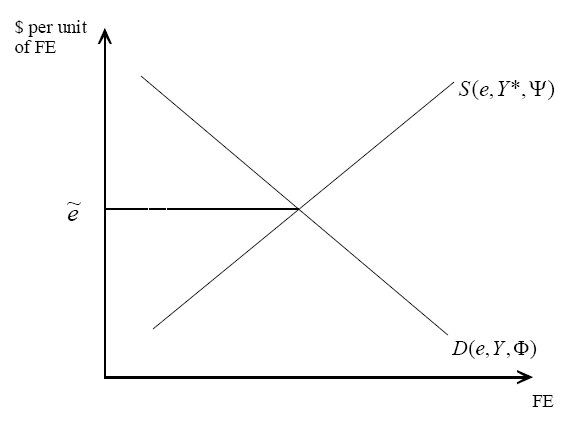 $ per unit
of FE
S(e, Y*, Ψ)
ẽ
D(e, Y, Φ)
FE